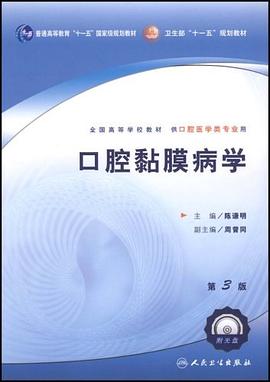 普通高等教育“十一五”国家级规划教材 卫生部“十一五”规划教材
全国高等学校教材 供口腔医学类专业用
口腔黏膜病学
主编 陈谦明
副主编 周曾同
第3版
附光盘
人民卫生出版社